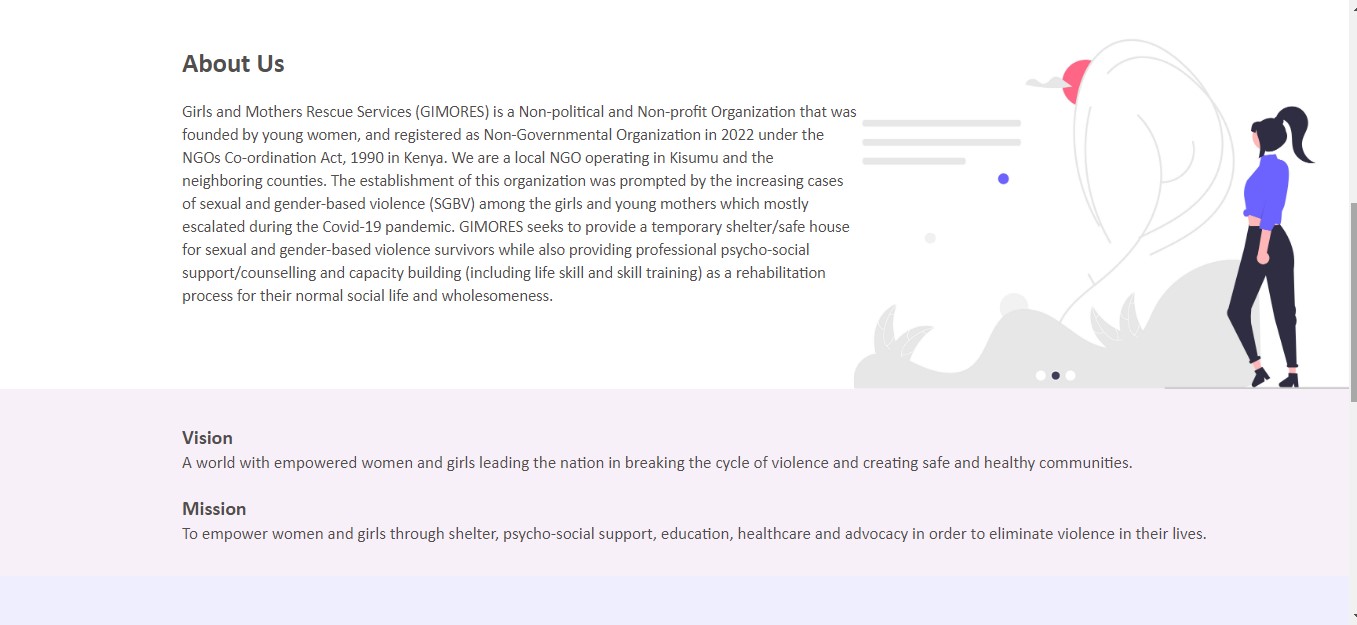 About Us
Girls and Mothers Rescue Services (GIMORES) is a Non-political and Non-profit Organization that was
founded by young women, and registered as Non-Governmental Organization in 2022 under the
NGOs Co-ordination Act, 1990 in Kenya. We are a local NGO operating in Kisumu and the
neighboring counties. The establishment of this organization was prompted by the increasing cases
of sexual and gender-based violence (SGBV) among the girls and young mothers which mostly
escalated during the Covid-19 pandemic. GIMORES seeks to provide a temporary shelter/safe house
for sexual and gender-based violence survivors while also providing professional psycho-social
support/counselling and capacity building (including life skill and skill training) as a rehabilitation
process for their normal social life and wholesomeness.
Vision
A world with empowered women and girls leading the nation in breaking the cycle of violence and creating safe and healthy communities.
Mission
To empower women and girls through shelter, psycho-social support, education, healthcare and advocacy in order to eliminate violence in their lives.